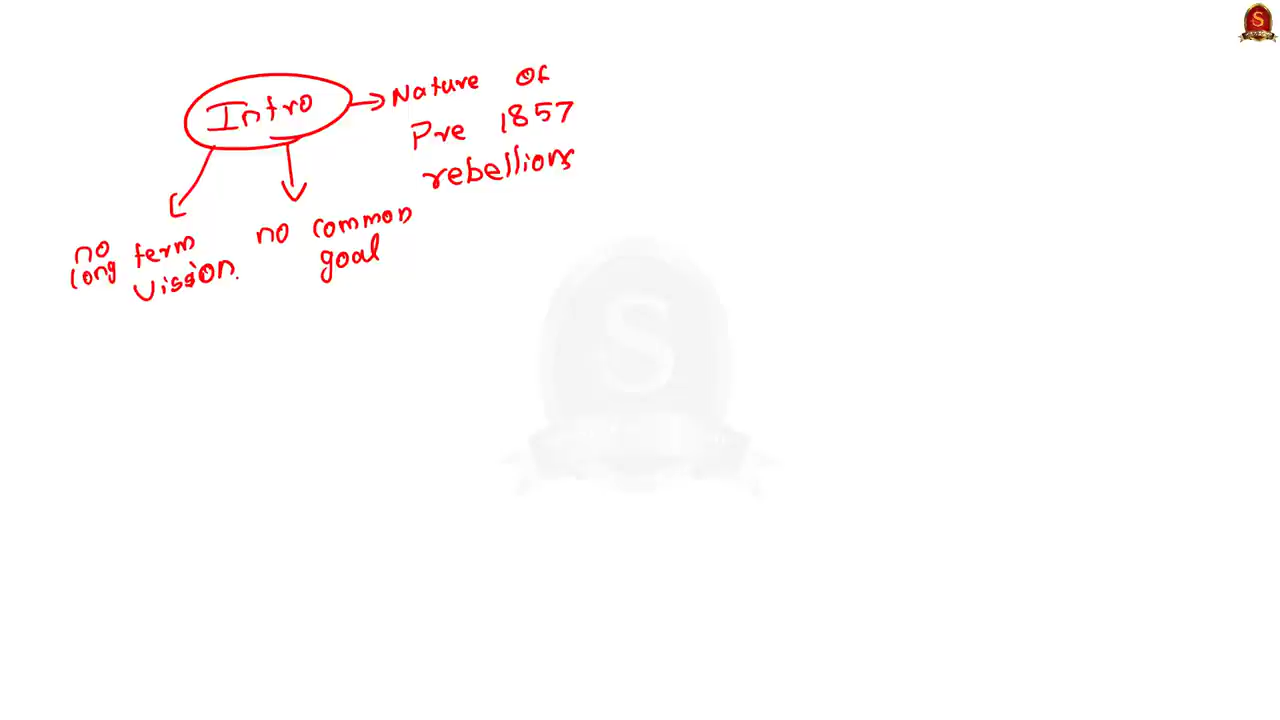 Intro
Nature of
Pre 1857
rebellions
no
long term
vission.
no common
goal
S
S